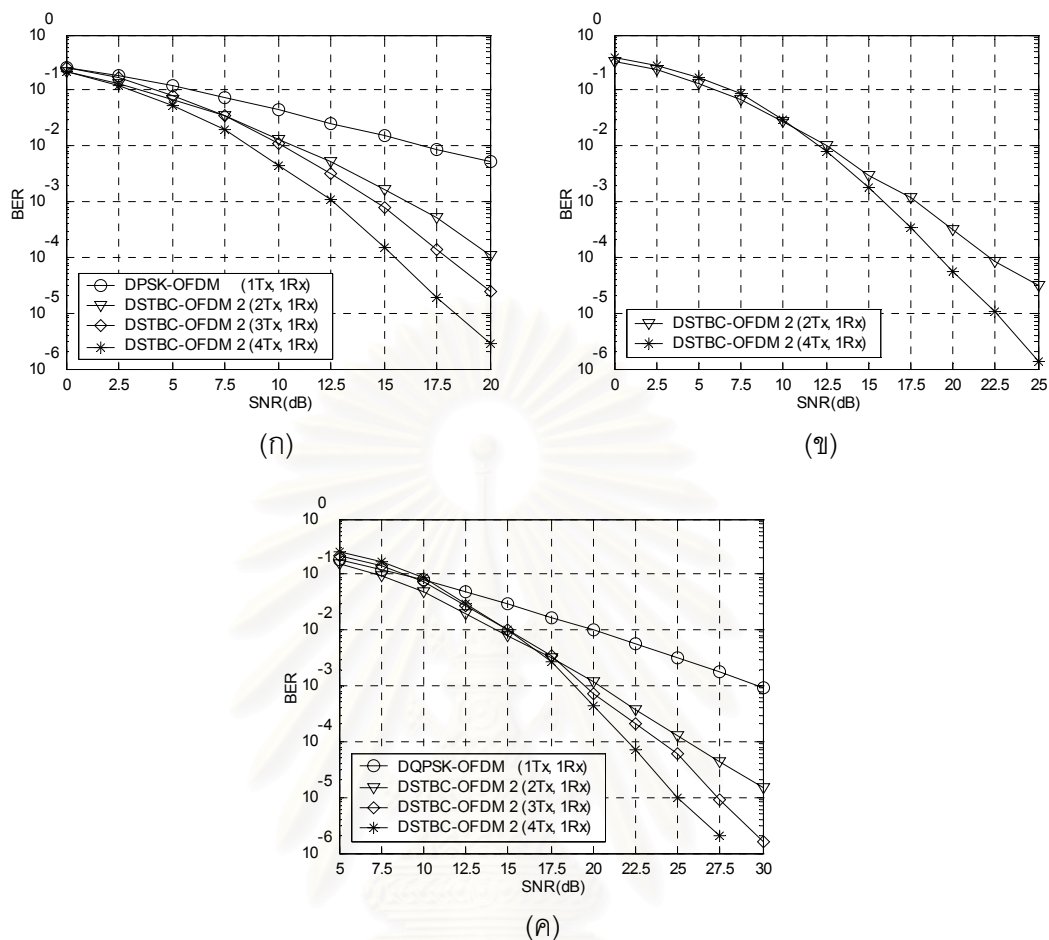 10 0
10 -1
10 -2
10 -3
10 -4
10 -5
10 -6
BER
0 2.5 5 7.5 10 12.5 15 17.5 20
SNR(dB)
DPSK-OFDM (1Tx, 1Rx)
DSTBC-OFDM 2 (2Tx, 1Rx)
DSTBC-OFDM 2 (3Tx, 1Rx)
DSTBC-OFDM 2 (4Tx, 1Rx)
(ก)
10 0
10 -1
10 -2
10 -3
10 -4
10 -5
10 -6
BER
0 2.5 5 7.5 10 12.5 15 17.5 20 22.5 25
SNR(dB)
DSTBC-OFDM 2 (2Tx, 1Rx)
DSTBC-OFDM 2 (4Tx, 1Rx)
(ข)
10 0
10 -1
10 -2
10 -3
10 -4
10 -5
10 -6
BER
5 7.5 10 12.5 15 17.5 20 22.5 25 27.5 30
SNR(dB)
DQPSK-OFDM (1Tx, 1Rx)
DSTBC-OFDM 2 (2Tx, 1Rx)
DSTBC-OFDM 2 (3Tx, 1Rx)
DSTBC-OFDM 2 (4Tx, 1Rx)
(ค)